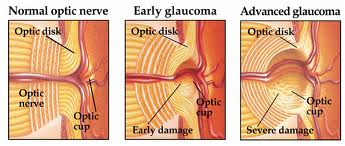 Normal optic nerve
Optic disk
Optic
nerve
Optic
cup
Early glaucoma
Optic disk
Optic
cup
Early damage
Advanced glaucoma
Optic disk
Optic
cup
Severe damage